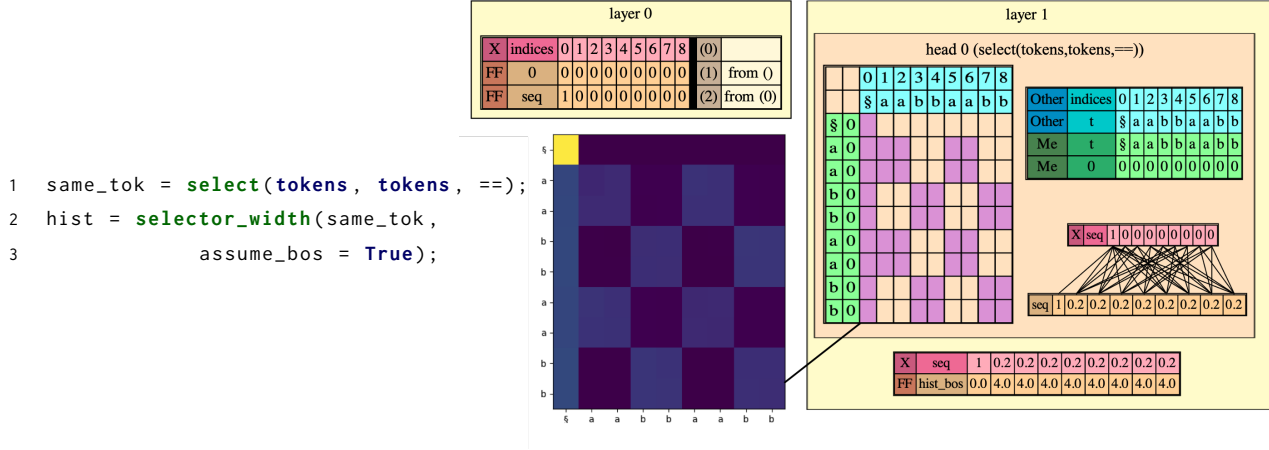 1 same_tok = select(tokens, tokens, ==);
2 hist = selector_width(same_tok,
3 assume_bos = True);
layer 0
X indices 0 1 2 3 4 5 6 7 8 (0)
FF 0 0 0 0 0 0 0 0 0 0 (1) from ()
FF seq 1 0 0 0 0 0 0 0 0 (2) from (0)
§
a
a
b
b
a
a
b
b
§ a a b b a a b b
layer 1
head 0 (select(tokens,tokens,==))
0 1 2 3 4 5 6 7 8
§ a a b b a a b b
§ 0
a 0
a 0
b 0
b 0
a 0
a 0
b 0
b 0
Other indices 0 1 2 3 4 5 6 7 8
Other t § a a b b a a b b
Me t § a a b b a a b b
Me 0 0 0 0 0 0 0 0 0 0
X seq 1 0 0 0 0 0 0 0 0
seq 1 0.2 0.2 0.2 0.2 0.2 0.2 0.2 0.2
X seq 1 0.2 0.2 0.2 0.2 0.2 0.2 0.2 0.2
FF hist_bos 0.0 4.0 4.0 4.0 4.0 4.0 4.0 4.0 4.0